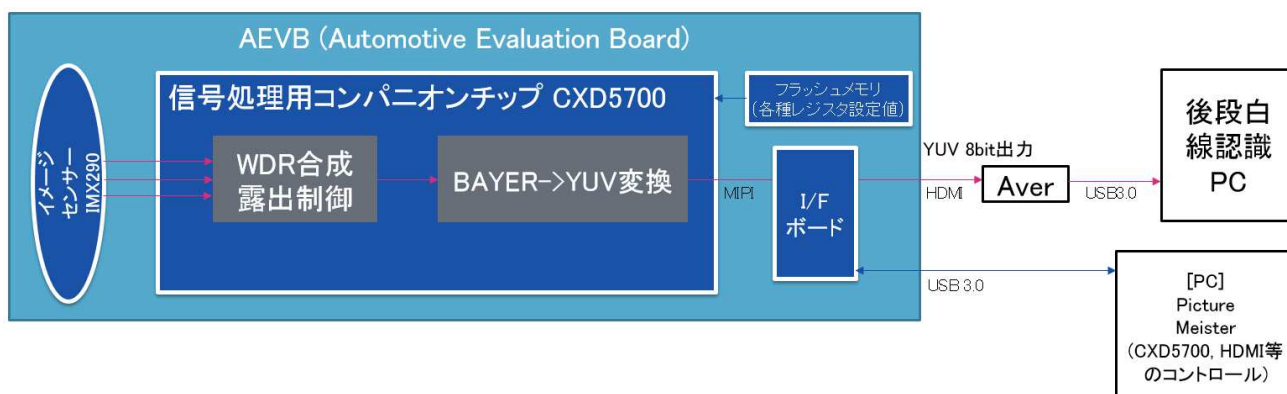 AEVB (Automotive Evaluation Board)
イメージ
センサー
IMX290
信号処理用コンパニオンチップ CXD5700
WDR合成
露出制御
BAYER->YUV変換
フラッシュメモリ
(各種レジスタ設定値)
MIPI
I/F
ボード
YUV 8bit出力
HDMI
Aver
USB3.0
後段白
線認識
PC
USB 3.0
[PC]
Picture
Meister
(CXD5700, HDMI等
のコントロール)